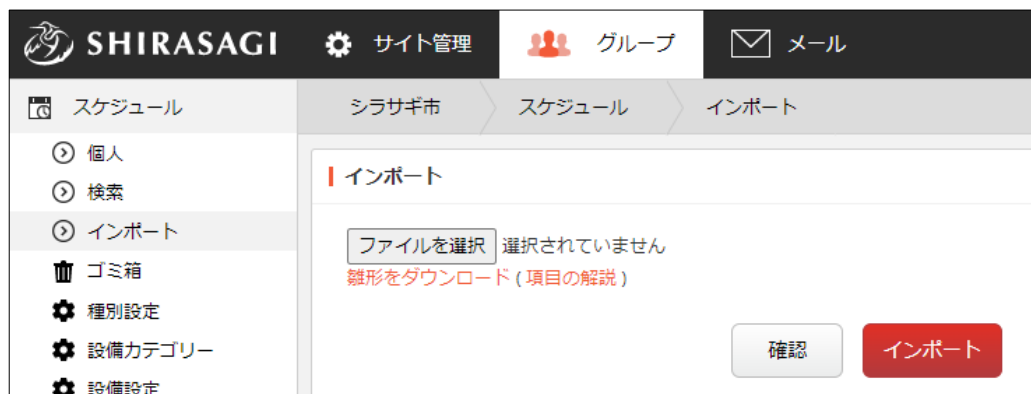 SHIRASAGI サイト管理 グループ メール
スケジュール
シラサギ市 スケジュール インポート
個人
検索
インポート
ゴミ箱
種別設定
設備カテゴリー
設備設定
インポート
ファイルを選択 選択されていません
雛形をダウンロード ( 項目の解説 )
確認 インポート